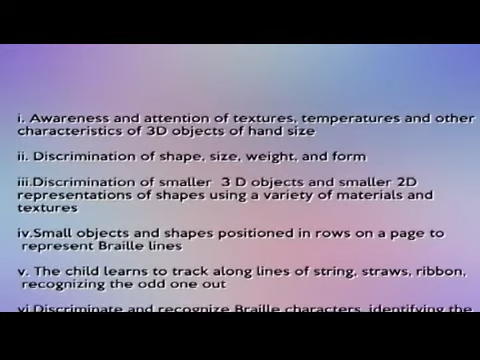 i. Awareness and attention of textures, temperatures and other
characteristics of 3D objects of hand size
ii. Discrimination of shape, size, weight, and form
iii.Discrimination of smaller 3 D objects and smaller 2D
representations of shapes using a variety of materials and
textures
iv.Small objects and shapes positioned in rows on a page to
represent Braille lines
v. The child learns to track along lines of string, straws, ribbon,
recognizing the odd one out
vi.Discriminate and recognize Braille characters, identifying the